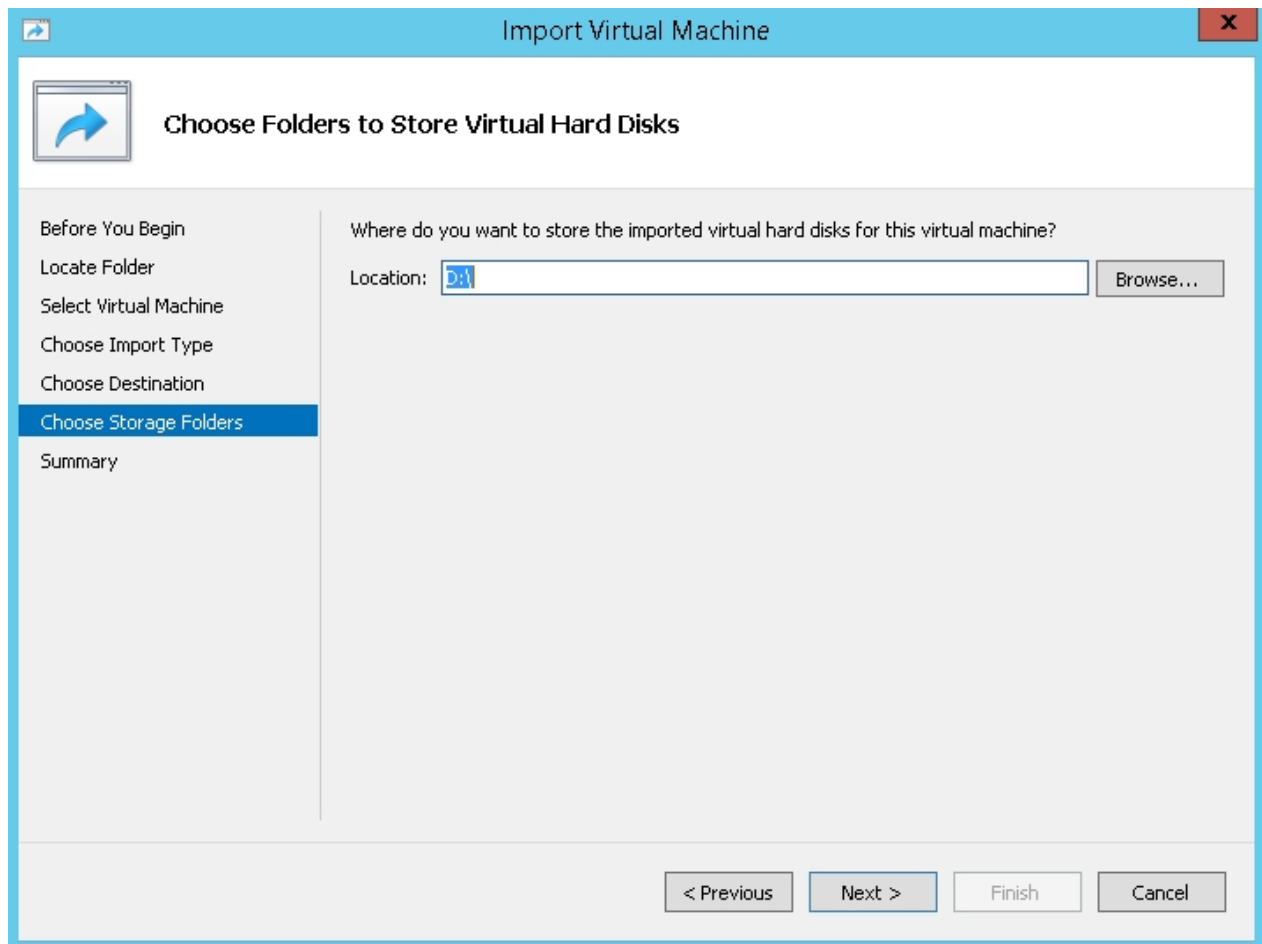 Import Virtual Machine
x
Choose Folders to Store Virtual Hard Disks
Before You Begin
Locate Folder
Select Virtual Machine
Choose Import Type
Choose Destination
Choose Storage Folders
Summary
Where do you want to store the imported virtual hard disks for this virtual machine?
Location: D:\ Browse...
< Previous Next > Finish Cancel